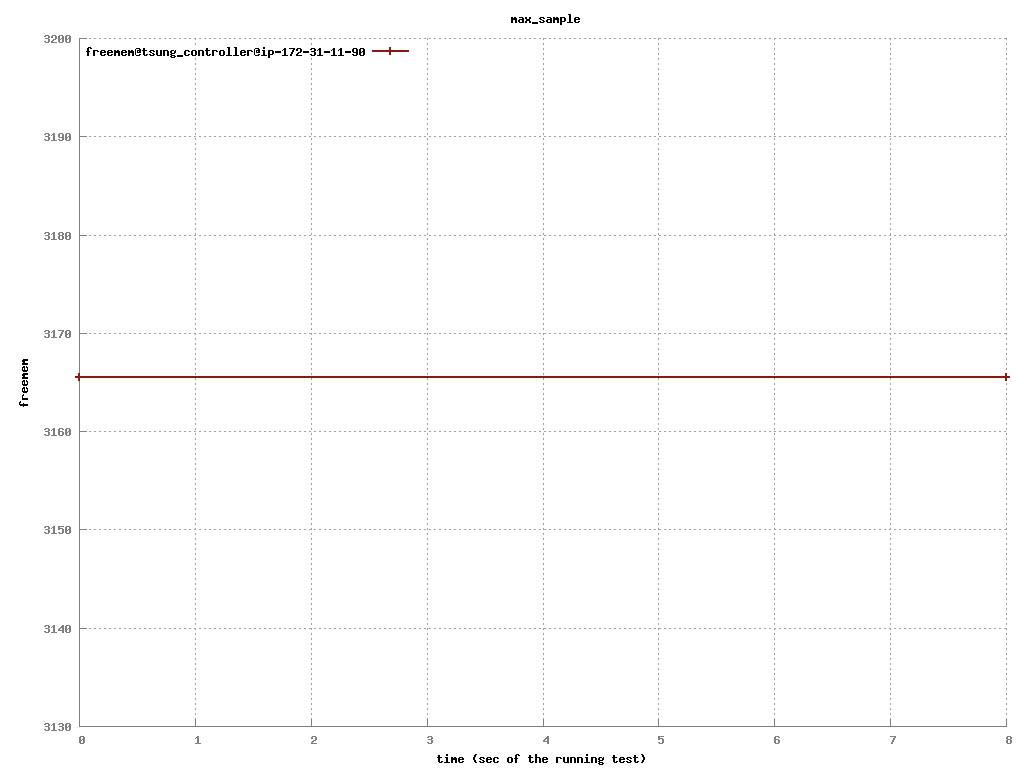 max_sample
3200
freemem@tsung_controller@ip-172-31-11-90
3190
3180
3170
freemem
3160
3150
3140
3130
0 1 2 3 4 5 6 7 8
time (sec of the running test)